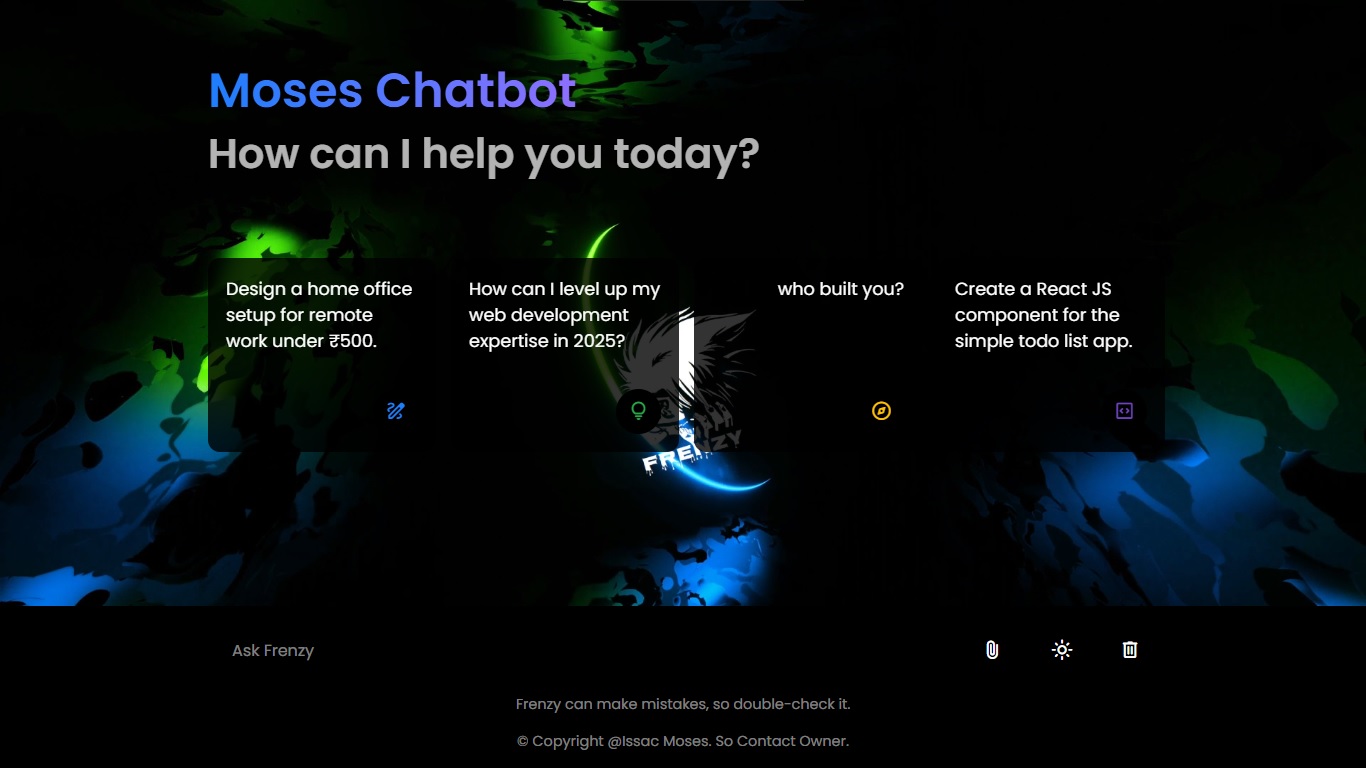 Moses Chatbot
How can I help you today?
Design a home office
setup for remote
work under ₹500.
How can I level up my
web development
expertise in 2025?
who built you?
Create a React JS
component for the
simple todo list app.
FRENZY
Ask Frenzy
Frenzy can make mistakes, so double-check it.
© Copyright @Issac Moses. So Contact Owner.